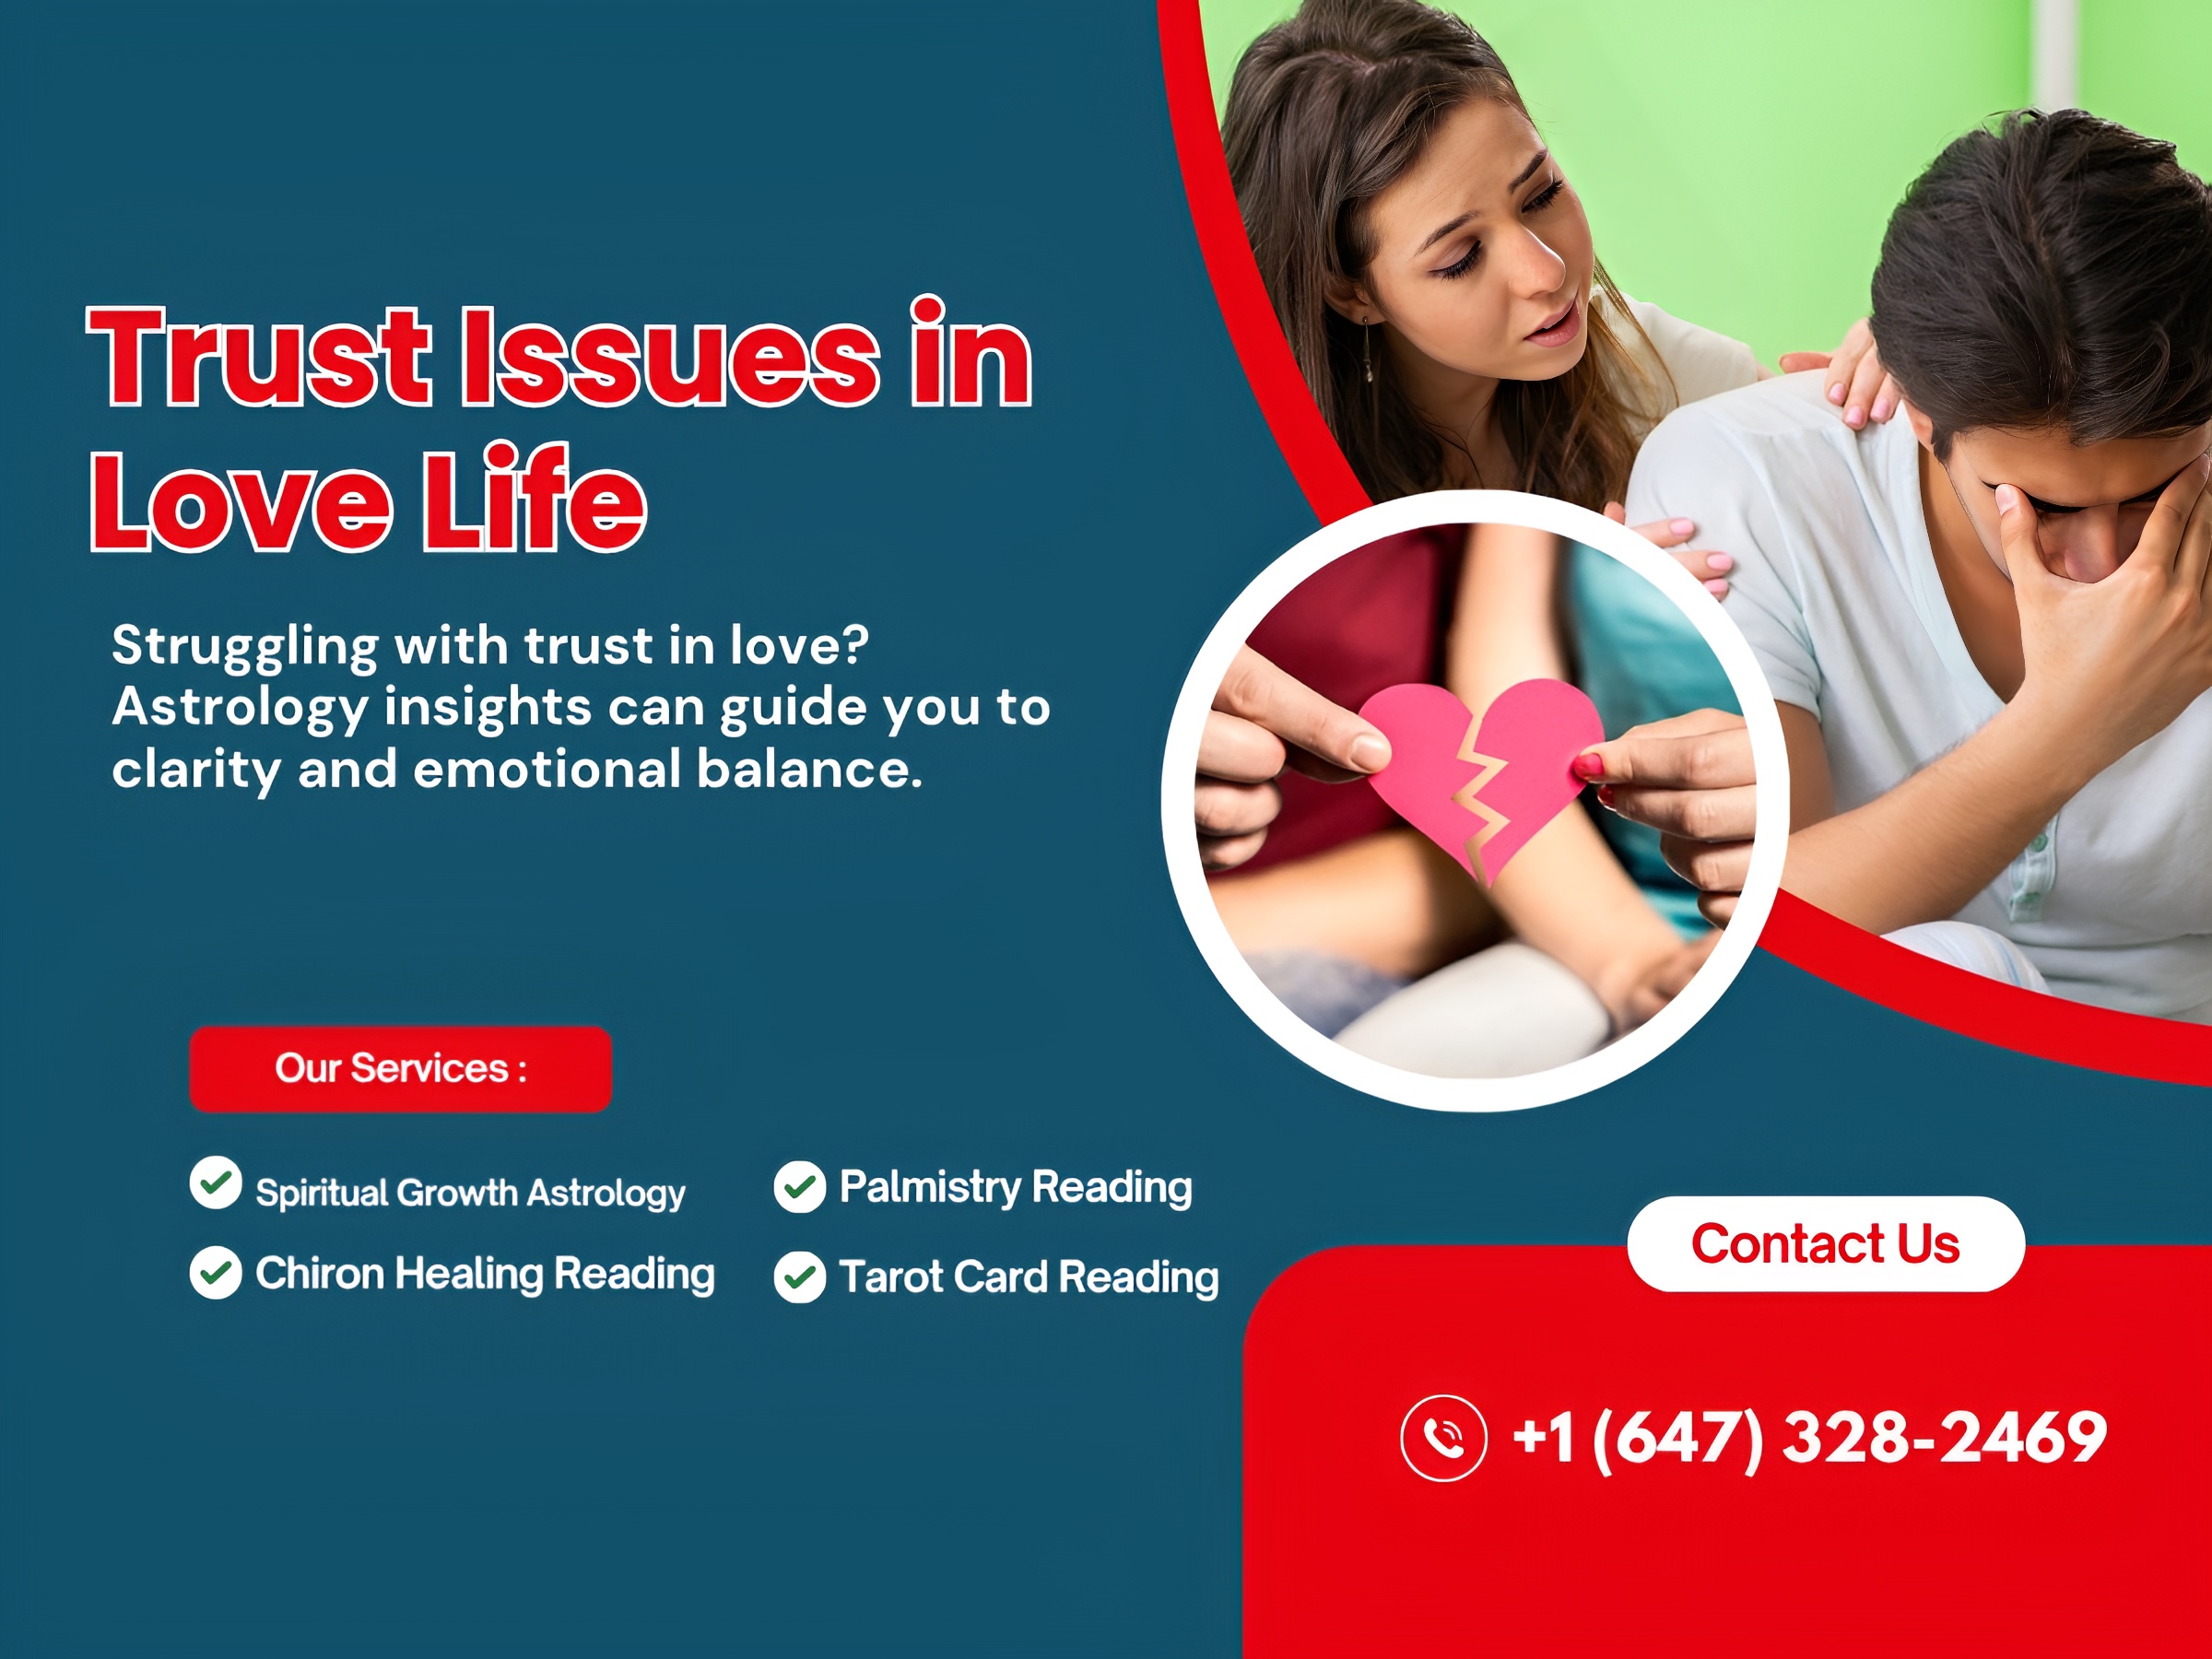 Trust Issues in
Love Life
Struggling with trust in love?
Astrology insights can guide you to
clarity and emotional balance.
Our Services :
Spiritual Growth Astrology
Chiron Healing Reading
Palmistry Reading
Tarot Card Reading
Contact Us
+1 (647) 328-2469